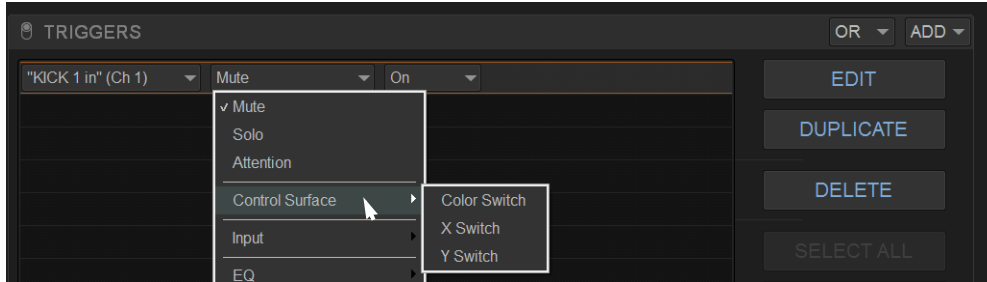 TRIGGERS
OR
ADD
"KICK 1 in" (Ch 1)
Mute
On
EDIT
Mute
Solo
Attention
DUPLICATE
Control Surface
Color Switch
X Switch
Y Switch
DELETE
Input
EQ
SELECT ALL